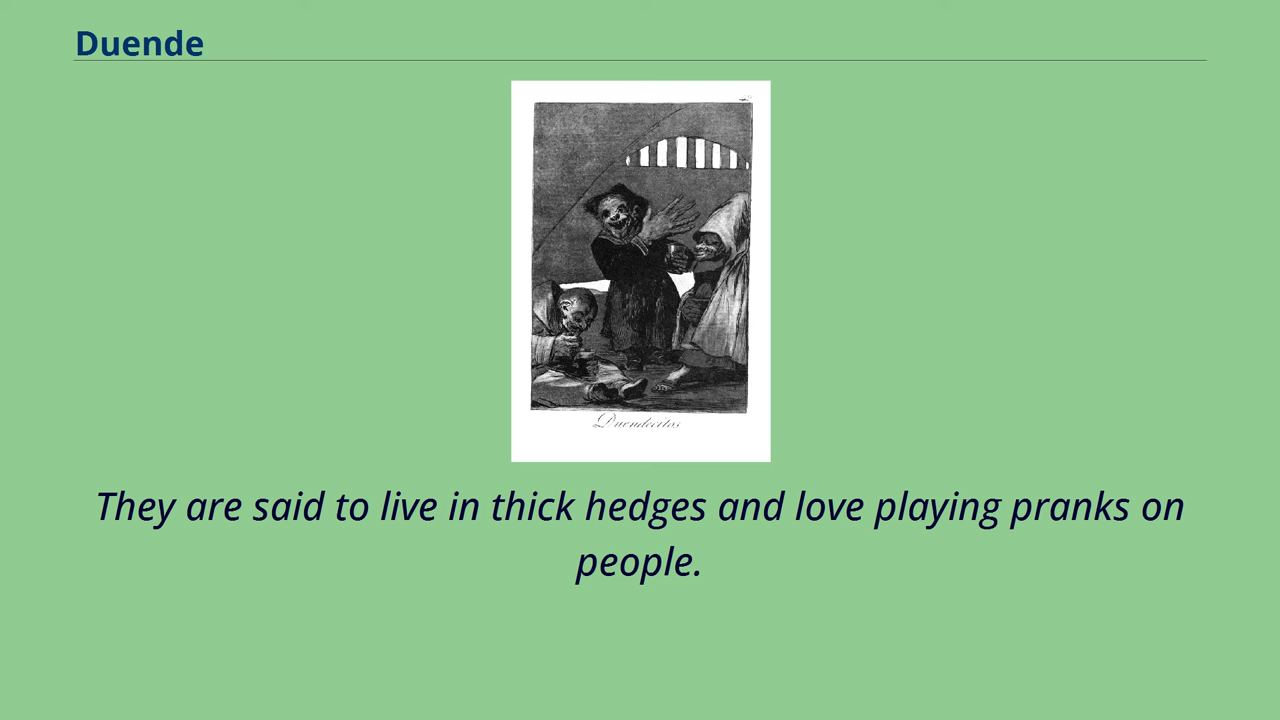 Duende
Duendecitos
They are said to live in thick hedges and love playing pranks on
people.